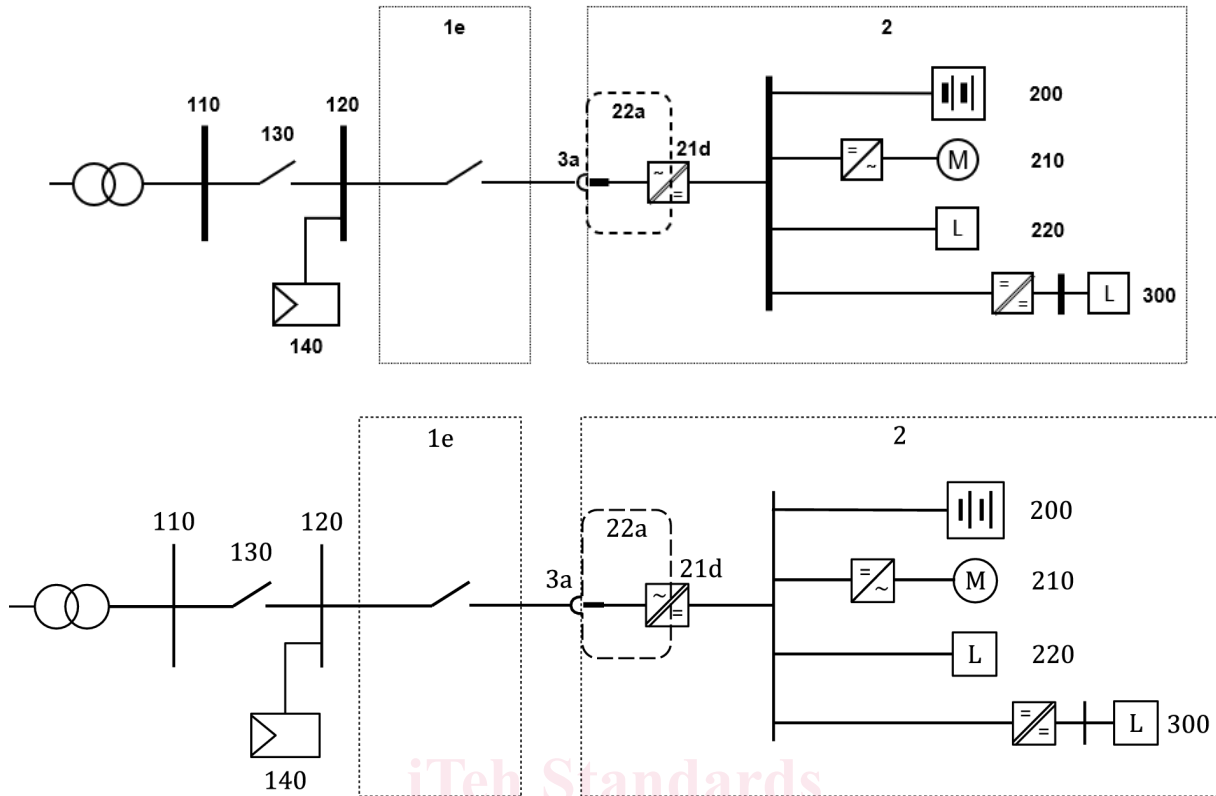 1e
2
110
120
130
22a
3a
21d
~
=
200
=
~
M
210
L
220
=
=
L
300
140
1e
2
110
120
130
22a
3a
21d
~
=
200
=
~
M
210
L
220
=
=
L
300
140
iTeh Standards